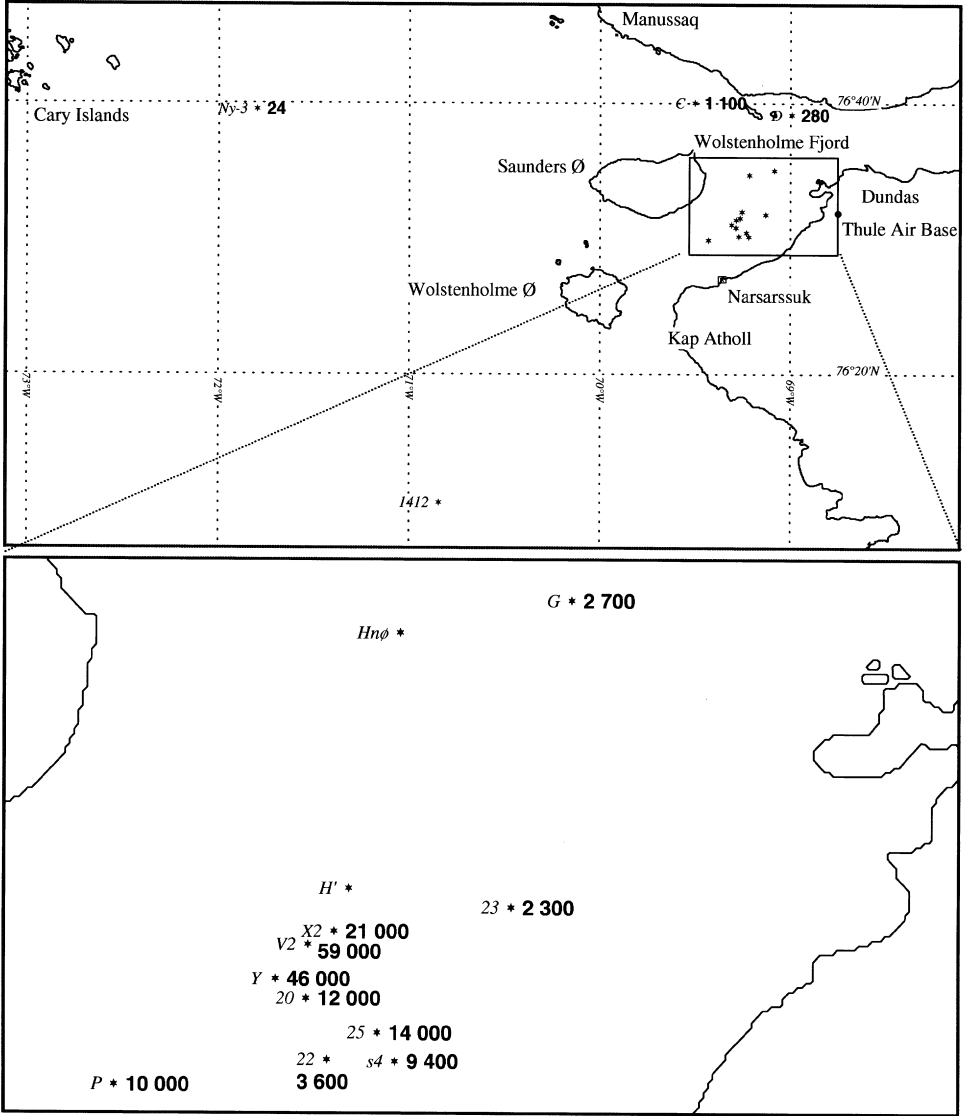 Manussaq
Cary Islands
Ny-3 * 24
C * 1 100
76°40'N
D * 280
Wolstenholme Fjord
Saunders Ø
Dundas
Thule Air Base
Wolstenholme Ø
Narsarssuk
Kap Atholl
76°20'N
73°W
72°W
71°W
70°W
69°W
1412 *
G * 2 700
Hnø *
H' *
23 * 2 300
X2 * 21 000
V2 *
59 000
Y * 46 000
20 * 12 000
25 * 14 000
22 *
s4 * 9 400
3 600
P * 10 000